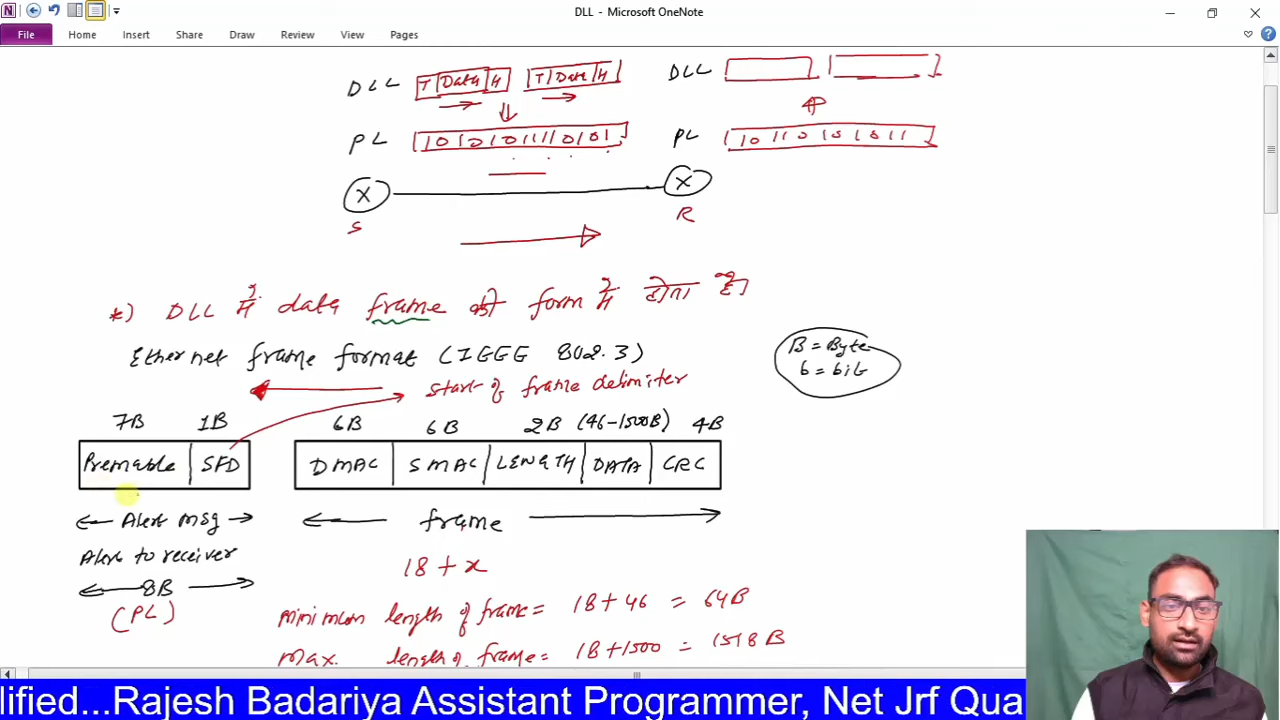 DLL - Microsoft OneNote
File Home Insert Share Draw Review View Pages
DLL T Data H T Data H DLL
PL 101010111110101 PL
X X
S R
*) DLL में data frame की form में होता है
Ethernet frame format (IEEE 802.3)
B = Byte
b = bit
start of frame delimiter
7B 1B 6B 6B 2B (46-1500B) 4B
Premable SFD DMAC SMAC LENGTH DATA CRC
Alert msg frame
Alert to receiver
18 + x
8B
(PL)
minimum length of frame = 18+46 = 64B
max. length of frame = 18+1500 = 1518 B
lified...Rajesh Badariya Assistant Programmer, Net Jrf Qua